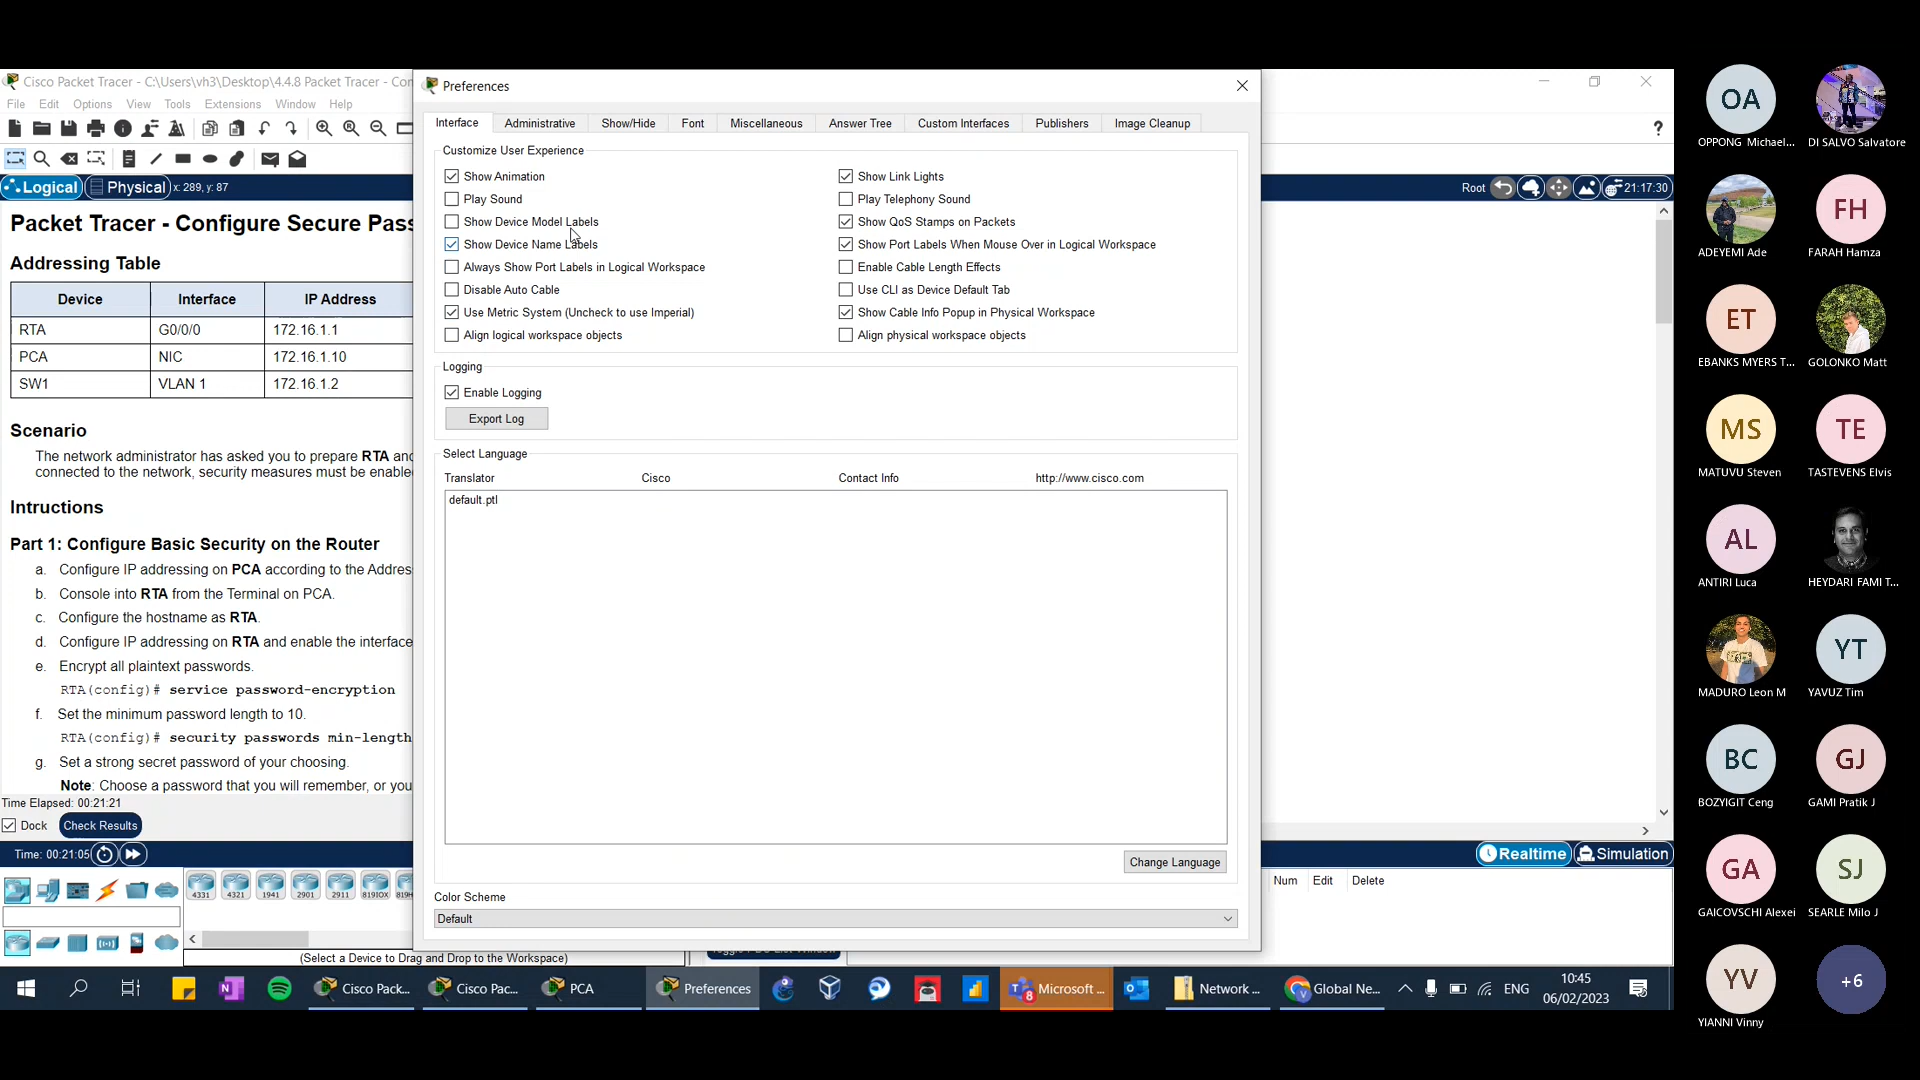 Cisco Packet Tracer - C:\Users\vh3\Desktop\4.4.8 Packet Tracer - Con
File Edit Options View Tools Extensions Window Help
Logical Physical x: 289, y: 87
Root 21:17:30
Packet Tracer - Configure Secure Pass
Addressing Table
Device Interface IP Address
RTA G0/0/0 172.16.1.1
PCA NIC 172.16.1.10
SW1 VLAN 1 172.16.1.2
Scenario
The network administrator has asked you to prepare RTA and
connected to the network, security measures must be enable
Intructions
Part 1: Configure Basic Security on the Router
a. Configure IP addressing on PCA according to the Addres
b. Console into RTA from the Terminal on PCA.
c. Configure the hostname as RTA.
d. Configure IP addressing on RTA and enable the interface
e. Encrypt all plaintext passwords.
RTA(config)# service password-encryption
f. Set the minimum password length to 10.
RTA(config)# security passwords min-length
g. Set a strong secret password of your choosing.
Note: Choose a password that you will remember, or you
Time Elapsed: 00:21:21
Dock Check Results
Time: 00:21:05
Realtime Simulation
4331 4321 1941 2901 2911 819IOX 819H
(Select a Device to Drag and Drop to the Workspace)
Num Edit Delete
Preferences
Interface Administrative Show/Hide Font Miscellaneous Answer Tree Custom Interfaces Publishers Image Cleanup
Customize User Experience
Show Animation Show Link Lights
Play Sound Play Telephony Sound
Show Device Model Labels Show QoS Stamps on Packets
Show Device Name Labels Show Port Labels When Mouse Over in Logical Workspace
Always Show Port Labels in Logical Workspace Enable Cable Length Effects
Disable Auto Cable Use CLI as Device Default Tab
Use Metric System (Uncheck to use Imperial) Show Cable Info Popup in Physical Workspace
Align logical workspace objects Align physical workspace objects
Logging
Enable Logging
Export Log
Select Language
Translator Cisco Contact Info http://www.cisco.com
default.ptl
Change Language
Color Scheme
Default
Cisco Pack... Cisco Pac... PCA Preferences Microsoft ... Network ... Global Ne... ENG
10:45
06/02/2023
OA
OPPONG Michael... DI SALVO Salvatore
FH
ADEYEMI Ade FARAH Hamza
ET
EBANKS MYERS T... GOLONKO Matt
MS TE
MATUVU Steven TASTEVENS Elvis
AL
ANTIRI Luca HEYDARI FAMI T...
YT
MADURO Leon M YAVUZ Tim
BC GJ
BOZYIGIT Ceng GAMI Pratik J
GA SJ
GAICOVSCHI Alexei SEARLE Milo J
YV +6
YIANNI Vinny